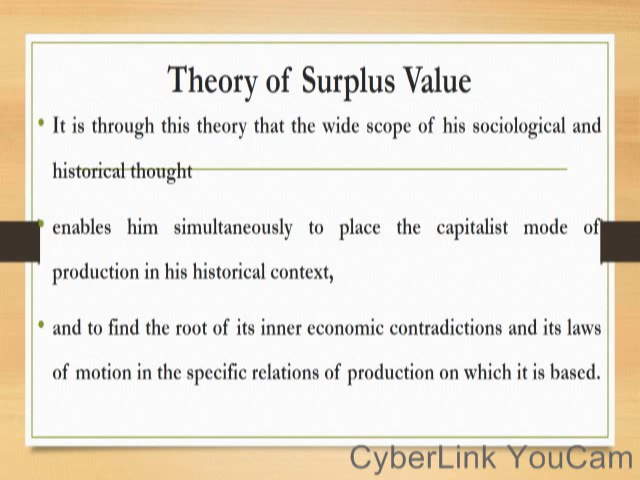 Theory of Surplus Value
• It is through this theory that the wide scope of his sociological and
historical thought
• enables him simultaneously to place the capitalist mode of
production in his historical context,
• and to find the root of its inner economic contradictions and its laws
of motion in the specific relations of production on which it is based.
CyberLink YouCam